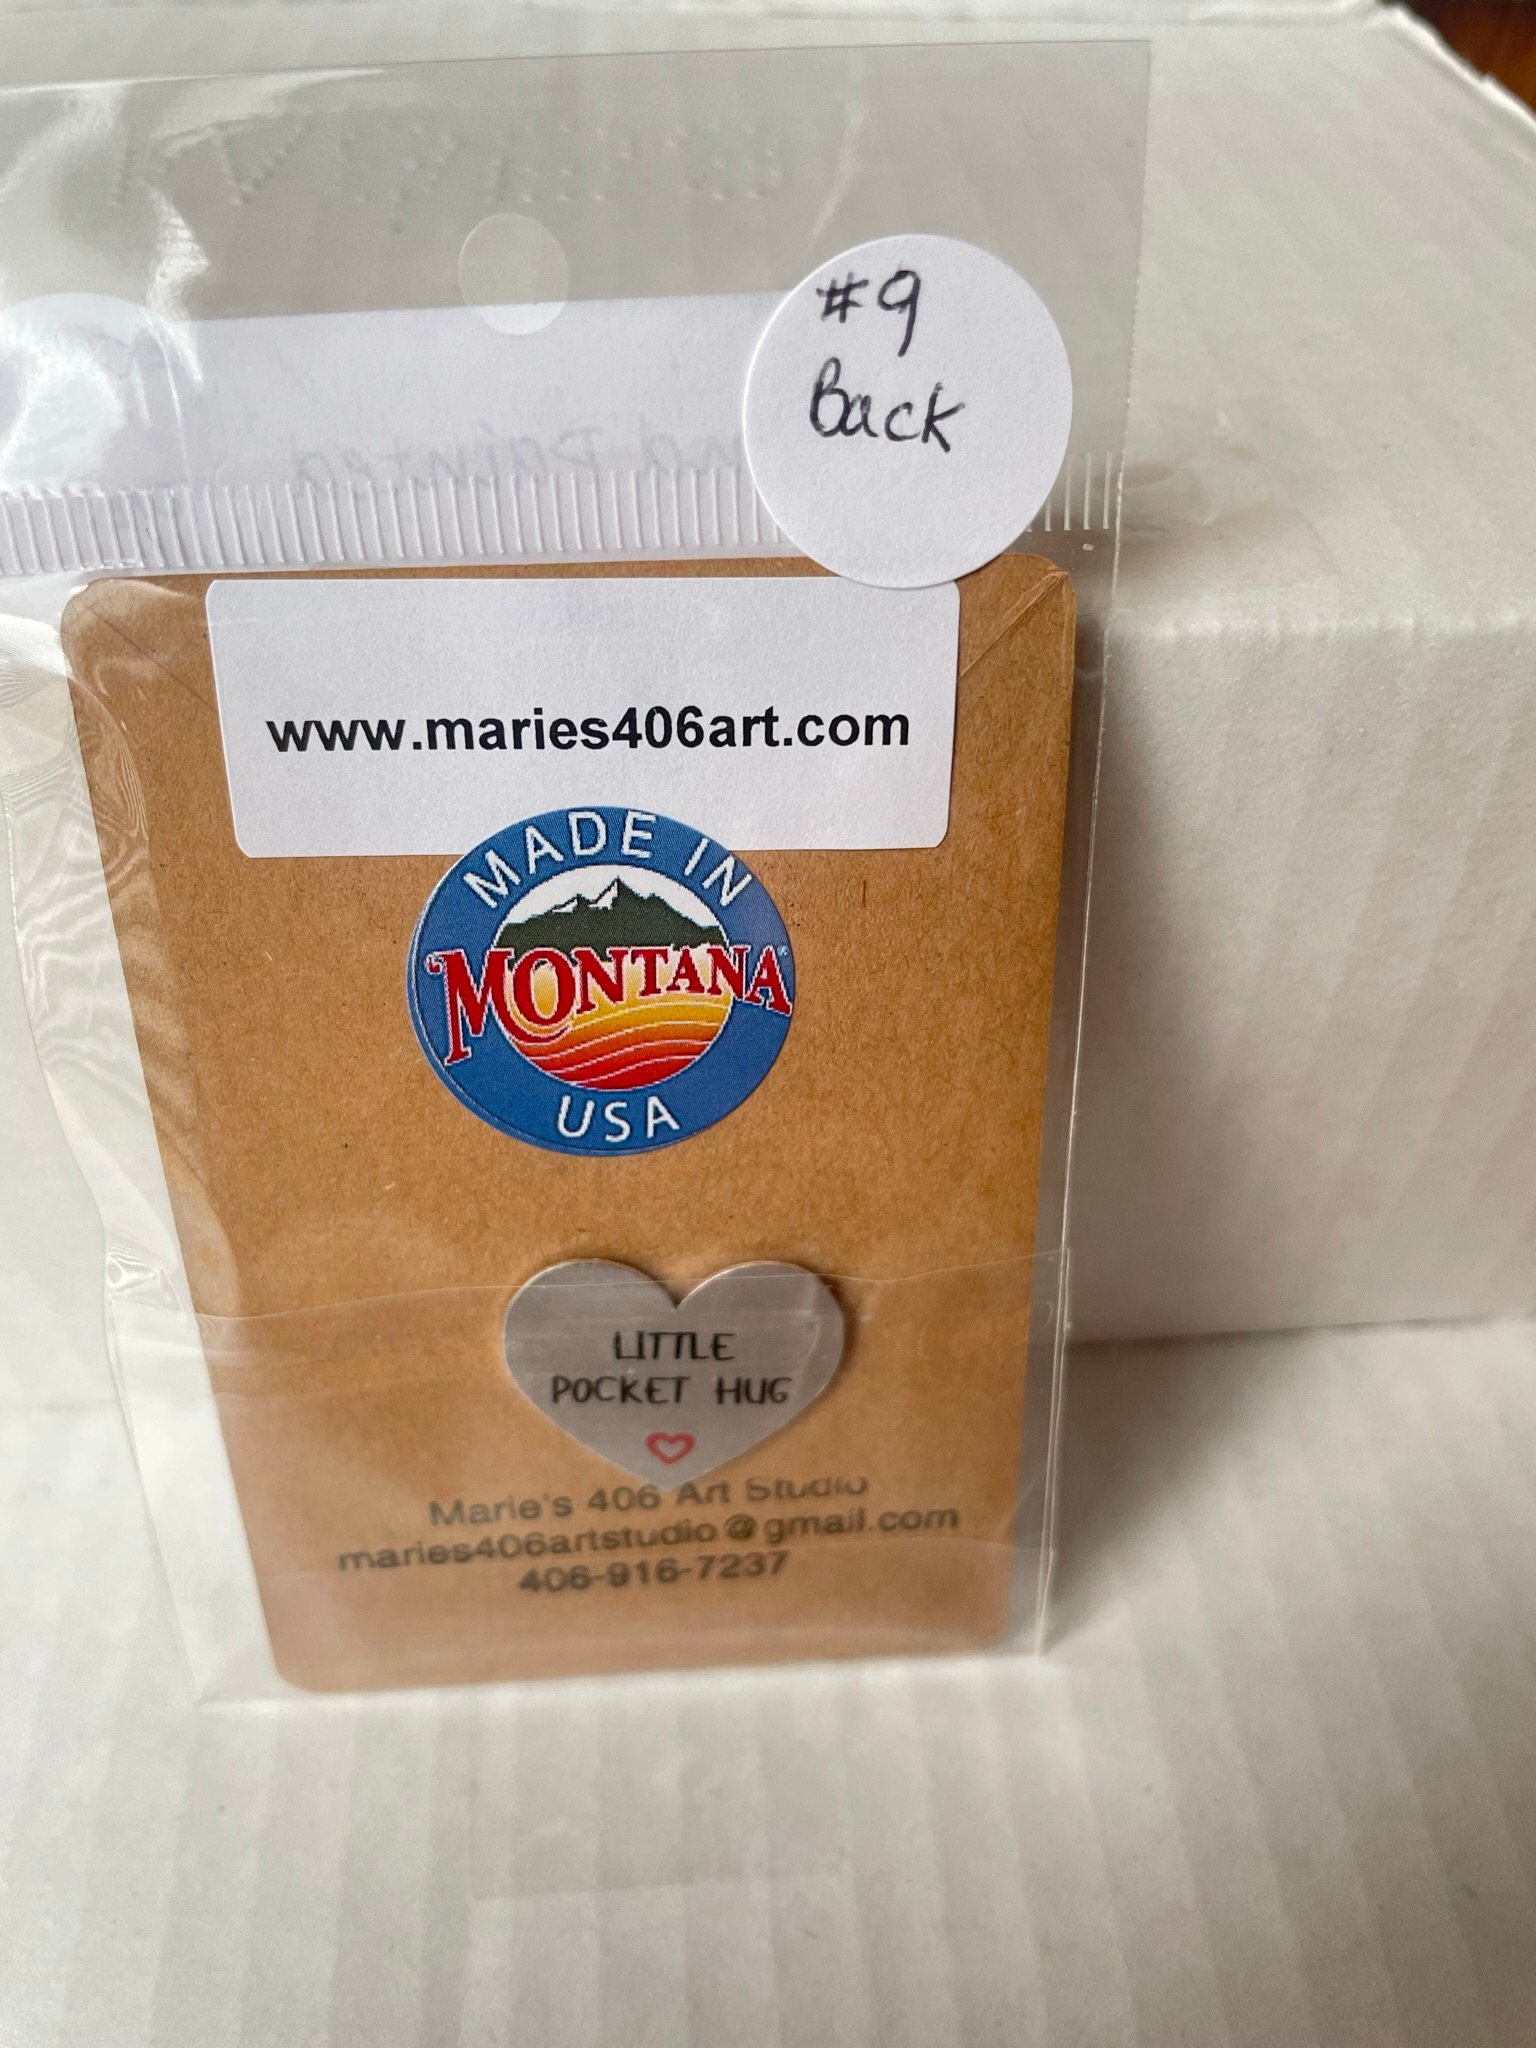 #9
Back
www.maries406art.com
MADE IN
MONTANA
USA
LITTLE
POCKET HUG
Marie's 406 Art Studio
maries406artstudio@gmail.com
406-916-7237